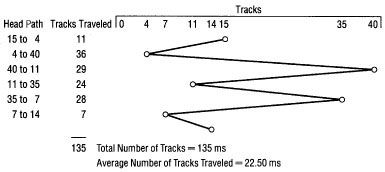 Tracks
Head Path Tracks Traveled 0 4 7 11 14 15 35 40
15 to 4 11
4 to 40 36
40 to 11 29
11 to 35 24
35 to 7 28
7 to 14 7
135 Total Number of Tracks = 135 ms
Average Number of Tracks Traveled = 22.50 ms